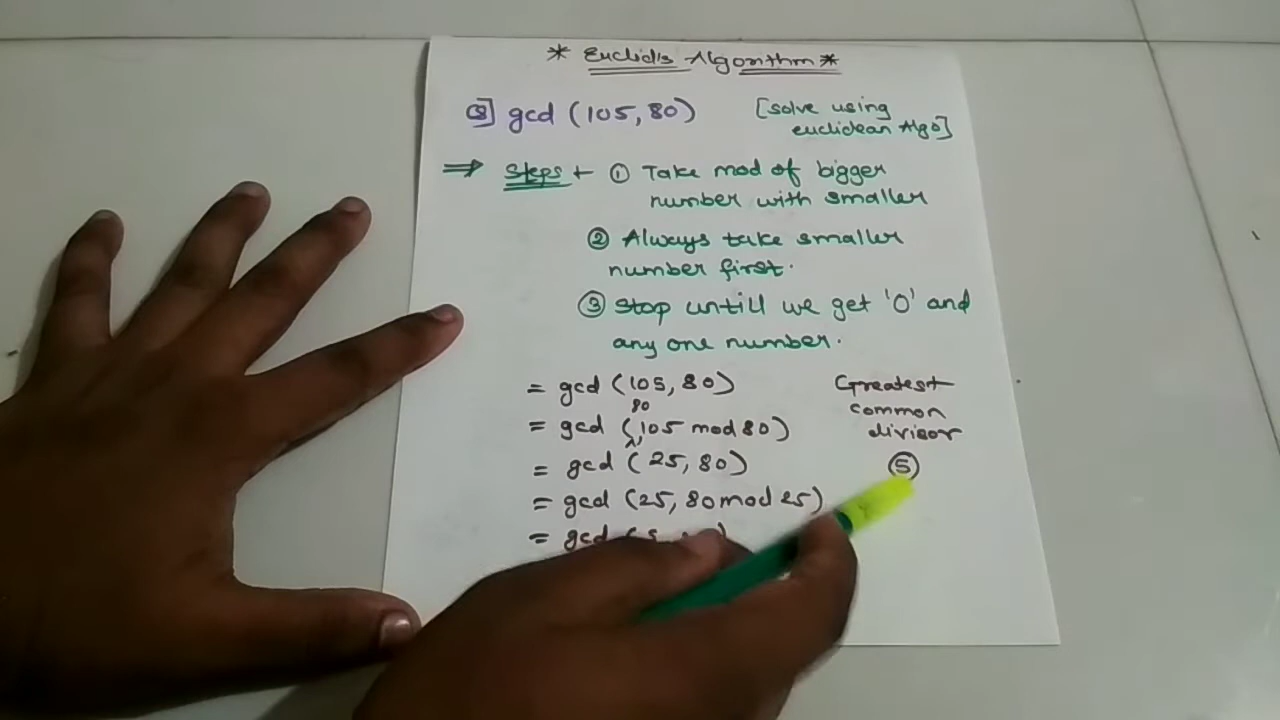 * Euclid's Algorithm *
Q] gcd (105, 80) [solve using
euclidean Algo]
⇒ Steps + ① Take mod of bigger
number with smaller
② Always take smaller
number first.
③ Stop untill we get '0' and
any one number.
= gcd (105, 80)
80
= gcd ( , 105 mod 80)
= gcd (25, 80)
= gcd (25, 80 mod 25)
= gcd (5,
Greatest
common
divisor
⑤